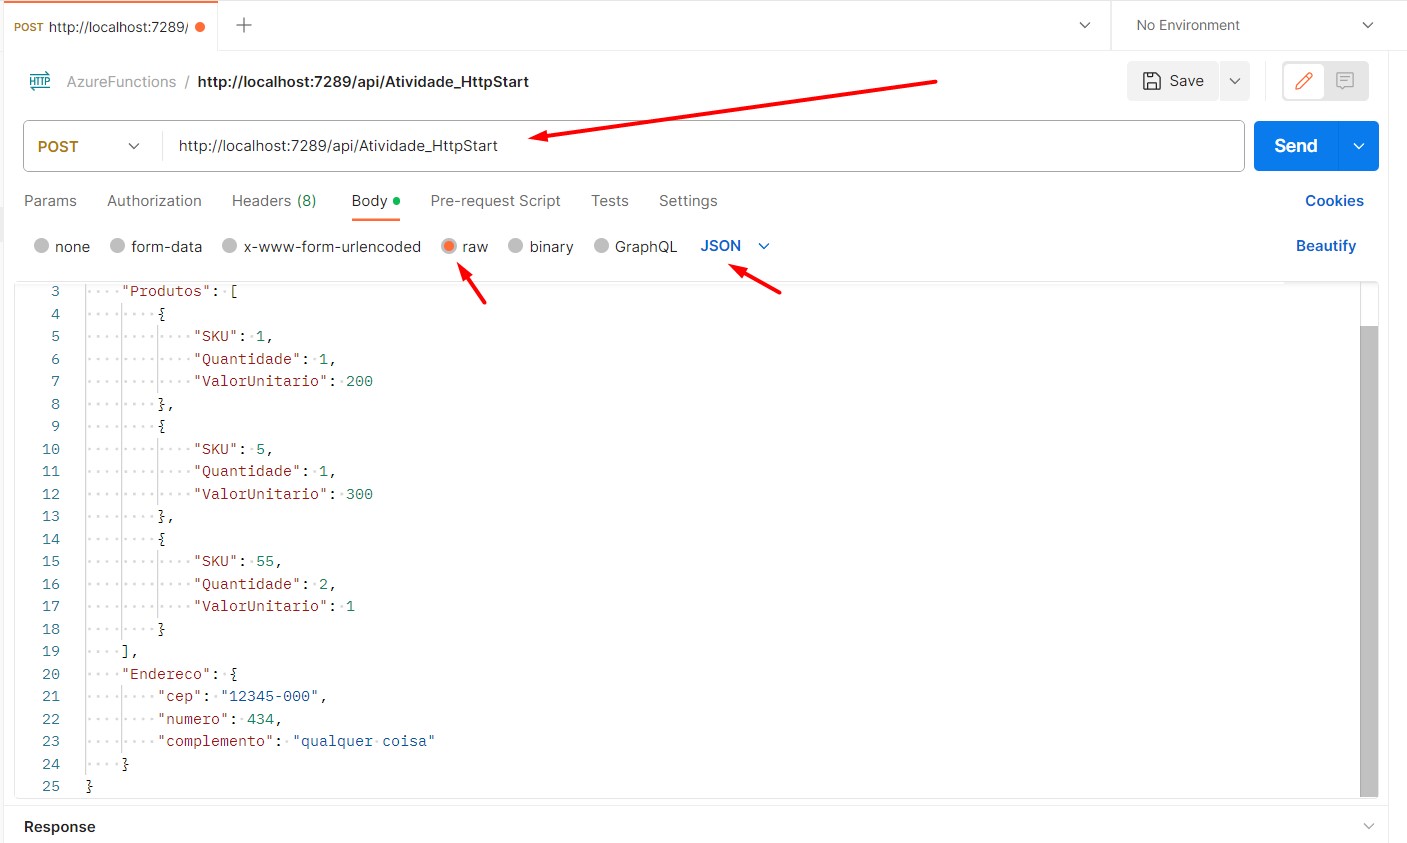 POST http://localhost:7289/
No Environment
HTTP AzureFunctions / http://localhost:7289/api/Atividade_HttpStart
Save
POST http://localhost:7289/api/Atividade_HttpStart
Send
Params Authorization Headers (8) Body Pre-request Script Tests Settings Cookies
none form-data x-www-form-urlencoded raw binary GraphQL JSON Beautify
3 "Produtos": [
4 {
5 "SKU": 1,
6 "Quantidade": 1,
7 "ValorUnitario": 200
8 },
9 {
10 "SKU": 5,
11 "Quantidade": 1,
12 "ValorUnitario": 300
13 },
14 {
15 "SKU": 55,
16 "Quantidade": 2,
17 "ValorUnitario": 1
18 }
19 ],
20 "Endereco": {
21 "cep": "12345-000",
22 "numero": 434,
23 "complemento": "qualquer coisa"
24 }
25 }
Response